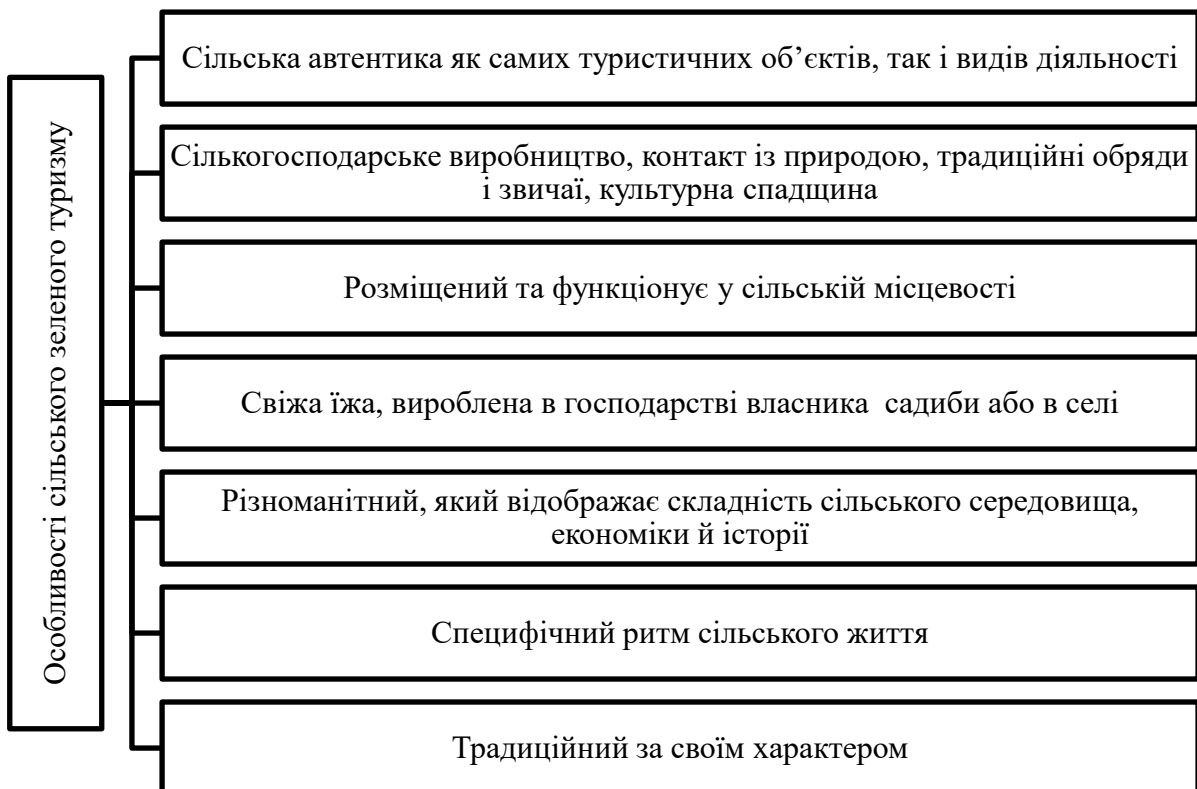 Особливості сільського зеленого туризму
Сільська автентика як самих туристичних об’єктів, так і видів діяльності
Сількогосподарське виробництво, контакт із природою, традиційні обряди
і звичаї, культурна спадщина
Розміщений та функціонує у сільській місцевості
Свіжа їжа, вироблена в господарстві власника садиби або в селі
Різноманітний, який відображає складність сільського середовища,
економіки й історії
Специфічний ритм сільського життя
Традиційний за своїм характером